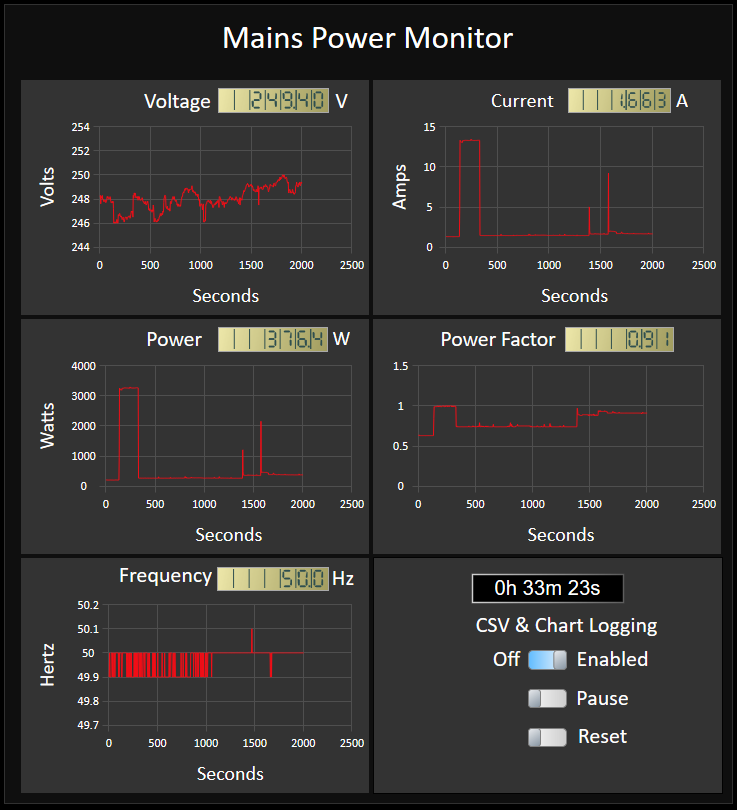 Mains Power Monitor
Voltage 249.40 V
254
252
250
248
246
244
Volts
0 500 1000 1500 2000 2500
Seconds
Current 1.663 A
15
10
5
0
Amps
0 500 1000 1500 2000 2500
Seconds
Power 376.4 W
4000
3000
2000
1000
0
Watts
0 500 1000 1500 2000 2500
Seconds
Power Factor 0.91
1.5
1
0.5
0
0 500 1000 1500 2000 2500
Seconds
Frequency 50.0 Hz
50.2
50.1
50
49.9
49.8
49.7
Hertz
0 500 1000 1500 2000 2500
Seconds
0h 33m 23s
CSV & Chart Logging
Off Enabled
Pause
Reset